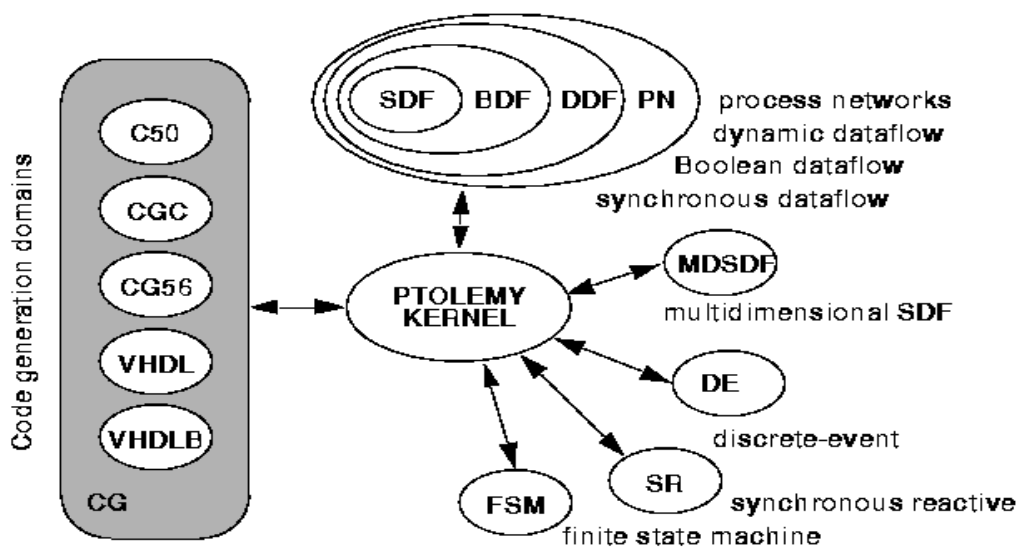 SDF BDF DDF PN
process networks
dynamic dataflow
Boolean dataflow
synchronous dataflow
Code generation domains
C50
CGC
CG56
VHDL
VHDLB
CG
PTOLEMY
KERNEL
MDSDF
multidimensional SDF
DE
discrete-event
SR
synchronous reactive
FSM
finite state machine